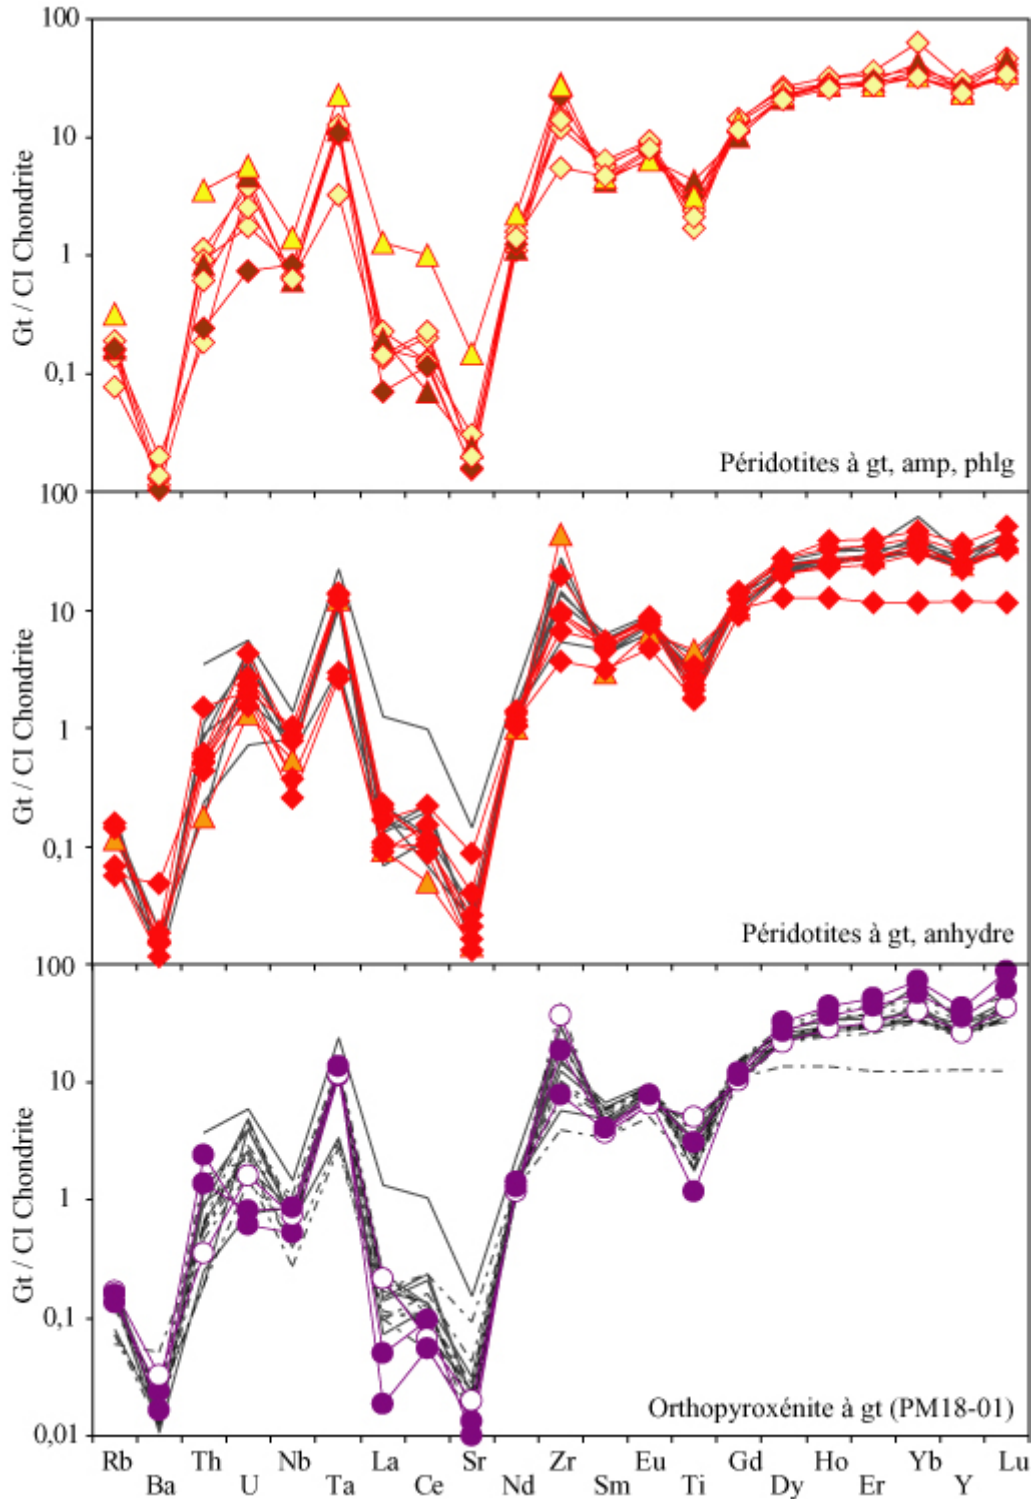 100
10
1
0,1
Gt / CI Chondrite
Péridotites à gt, amp, phlg
100
10
1
0,1
Gt / CI Chondrite
Péridotites à gt, anhydre
100
10
1
0,1
0,01
Gt / CI Chondrite
Orthopyroxénite à gt (PM18-01)
Rb Th Nb La Sr Zr Eu Gd Ho Yb Lu
Ba U Ta Ce Nd Sm Ti Dy Er Y